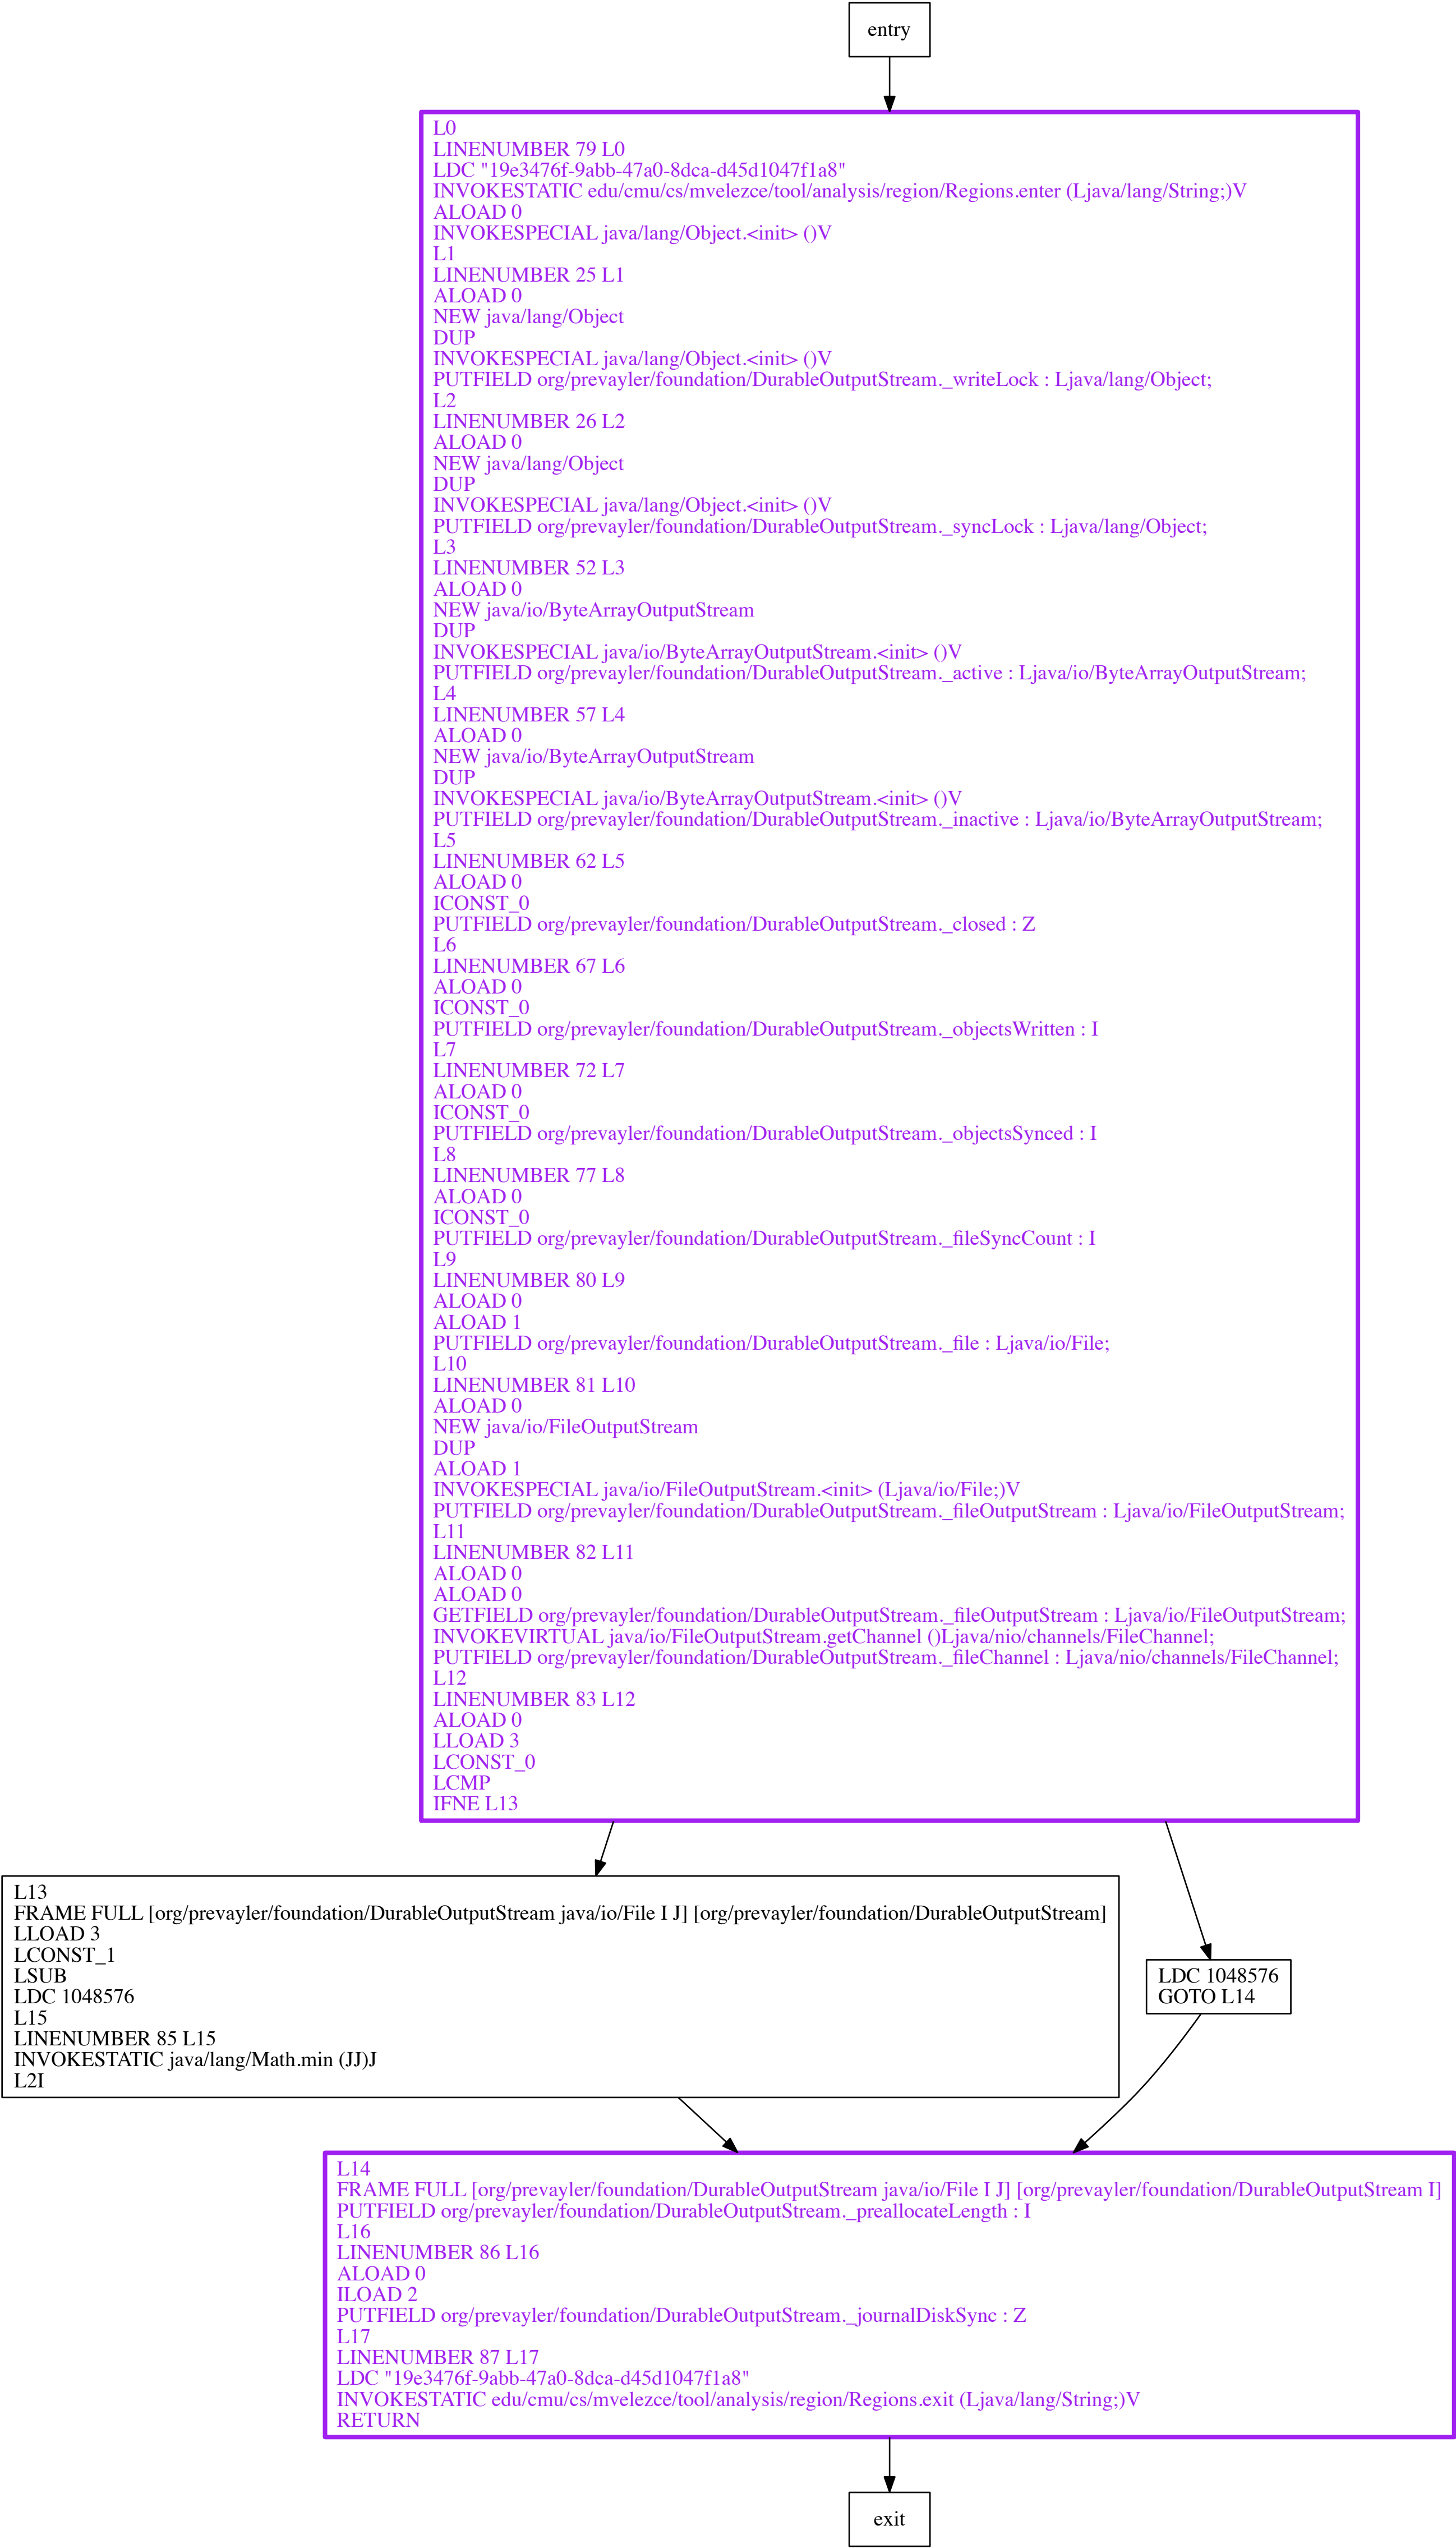 entry
L0
LINENUMBER 79 L0
LDC "19e3476f-9abb-47a0-8dca-d45d1047f1a8"
INVOKESTATIC edu/cmu/cs/mvelezce/tool/analysis/region/Regions.enter (Ljava/lang/String;)V
ALOAD 0
INVOKESPECIAL java/lang/Object.<init> ()V
L1
LINENUMBER 25 L1
ALOAD 0
NEW java/lang/Object
DUP
INVOKESPECIAL java/lang/Object.<init> ()V
PUTFIELD org/prevayler/foundation/DurableOutputStream._writeLock : Ljava/lang/Object;
L2
LINENUMBER 26 L2
ALOAD 0
NEW java/lang/Object
DUP
INVOKESPECIAL java/lang/Object.<init> ()V
PUTFIELD org/prevayler/foundation/DurableOutputStream._syncLock : Ljava/lang/Object;
L3
LINENUMBER 52 L3
ALOAD 0
NEW java/io/ByteArrayOutputStream
DUP
INVOKESPECIAL java/io/ByteArrayOutputStream.<init> ()V
PUTFIELD org/prevayler/foundation/DurableOutputStream._active : Ljava/io/ByteArrayOutputStream;
L4
LINENUMBER 57 L4
ALOAD 0
NEW java/io/ByteArrayOutputStream
DUP
INVOKESPECIAL java/io/ByteArrayOutputStream.<init> ()V
PUTFIELD org/prevayler/foundation/DurableOutputStream._inactive : Ljava/io/ByteArrayOutputStream;
L5
LINENUMBER 62 L5
ALOAD 0
ICONST_0
PUTFIELD org/prevayler/foundation/DurableOutputStream._closed : Z
L6
LINENUMBER 67 L6
ALOAD 0
ICONST_0
PUTFIELD org/prevayler/foundation/DurableOutputStream._objectsWritten : I
L7
LINENUMBER 72 L7
ALOAD 0
ICONST_0
PUTFIELD org/prevayler/foundation/DurableOutputStream._objectsSynced : I
L8
LINENUMBER 77 L8
ALOAD 0
ICONST_0
PUTFIELD org/prevayler/foundation/DurableOutputStream._fileSyncCount : I
L9
LINENUMBER 80 L9
ALOAD 0
ALOAD 1
PUTFIELD org/prevayler/foundation/DurableOutputStream._file : Ljava/io/File;
L10
LINENUMBER 81 L10
ALOAD 0
NEW java/io/FileOutputStream
DUP
ALOAD 1
INVOKESPECIAL java/io/FileOutputStream.<init> (Ljava/io/File;)V
PUTFIELD org/prevayler/foundation/DurableOutputStream._fileOutputStream : Ljava/io/FileOutputStream;
L11
LINENUMBER 82 L11
ALOAD 0
ALOAD 0
GETFIELD org/prevayler/foundation/DurableOutputStream._fileOutputStream : Ljava/io/FileOutputStream;
INVOKEVIRTUAL java/io/FileOutputStream.getChannel ()Ljava/nio/channels/FileChannel;
PUTFIELD org/prevayler/foundation/DurableOutputStream._fileChannel : Ljava/nio/channels/FileChannel;
L12
LINENUMBER 83 L12
ALOAD 0
LLOAD 3
LCONST_0
LCMP
IFNE L13
L13
FRAME FULL [org/prevayler/foundation/DurableOutputStream java/io/File I J] [org/prevayler/foundation/DurableOutputStream]
LLOAD 3
LCONST_1
LSUB
LDC 1048576
L15
LINENUMBER 85 L15
INVOKESTATIC java/lang/Math.min (JJ)J
L2I
LDC 1048576
GOTO L14
L14
FRAME FULL [org/prevayler/foundation/DurableOutputStream java/io/File I J] [org/prevayler/foundation/DurableOutputStream I]
PUTFIELD org/prevayler/foundation/DurableOutputStream._preallocateLength : I
L16
LINENUMBER 86 L16
ALOAD 0
ILOAD 2
PUTFIELD org/prevayler/foundation/DurableOutputStream._journalDiskSync : Z
L17
LINENUMBER 87 L17
LDC "19e3476f-9abb-47a0-8dca-d45d1047f1a8"
INVOKESTATIC edu/cmu/cs/mvelezce/tool/analysis/region/Regions.exit (Ljava/lang/String;)V
RETURN
exit